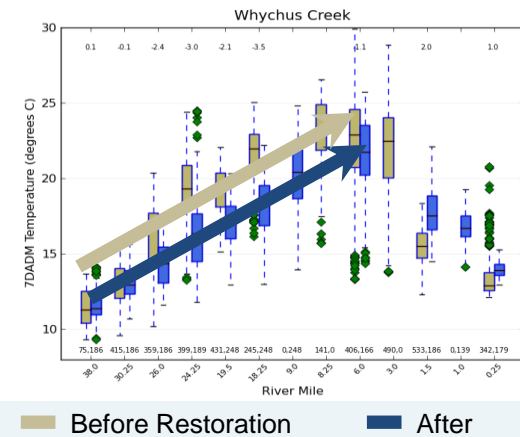 Whychus Creek
30
0.1 -0.1 -2.4 -3.0 -2.1 -3.5 -1.1 2.0 1.0
25
20
15
10
7DADM Temperature (degrees C)
75,186 415,186 359,186 399,189 431,248 245,248 0,248 141.0 406,166 490.0 533,186 0,139 342,179
38.0 30.25 26.0 24.25 19.5 18.25 9.0 8.25 6.0 3.0 1.5 1.0 0.25
River Mile
Before Restoration After